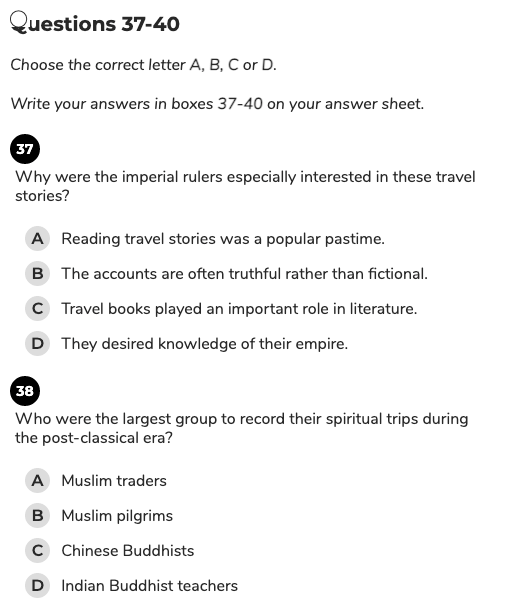 Questions 37-40
Choose the correct letter A, B, C or D.
Write your answers in boxes 37-40 on your answer sheet.
37
Why were the imperial rulers especially interested in these travel
stories?
A Reading travel stories was a popular pastime.
B The accounts are often truthful rather than fictional.
C Travel books played an important role in literature.
D They desired knowledge of their empire.
38
Who were the largest group to record their spiritual trips during
the post-classical era?
A Muslim traders
B Muslim pilgrims
C Chinese Buddhists
D Indian Buddhist teachers